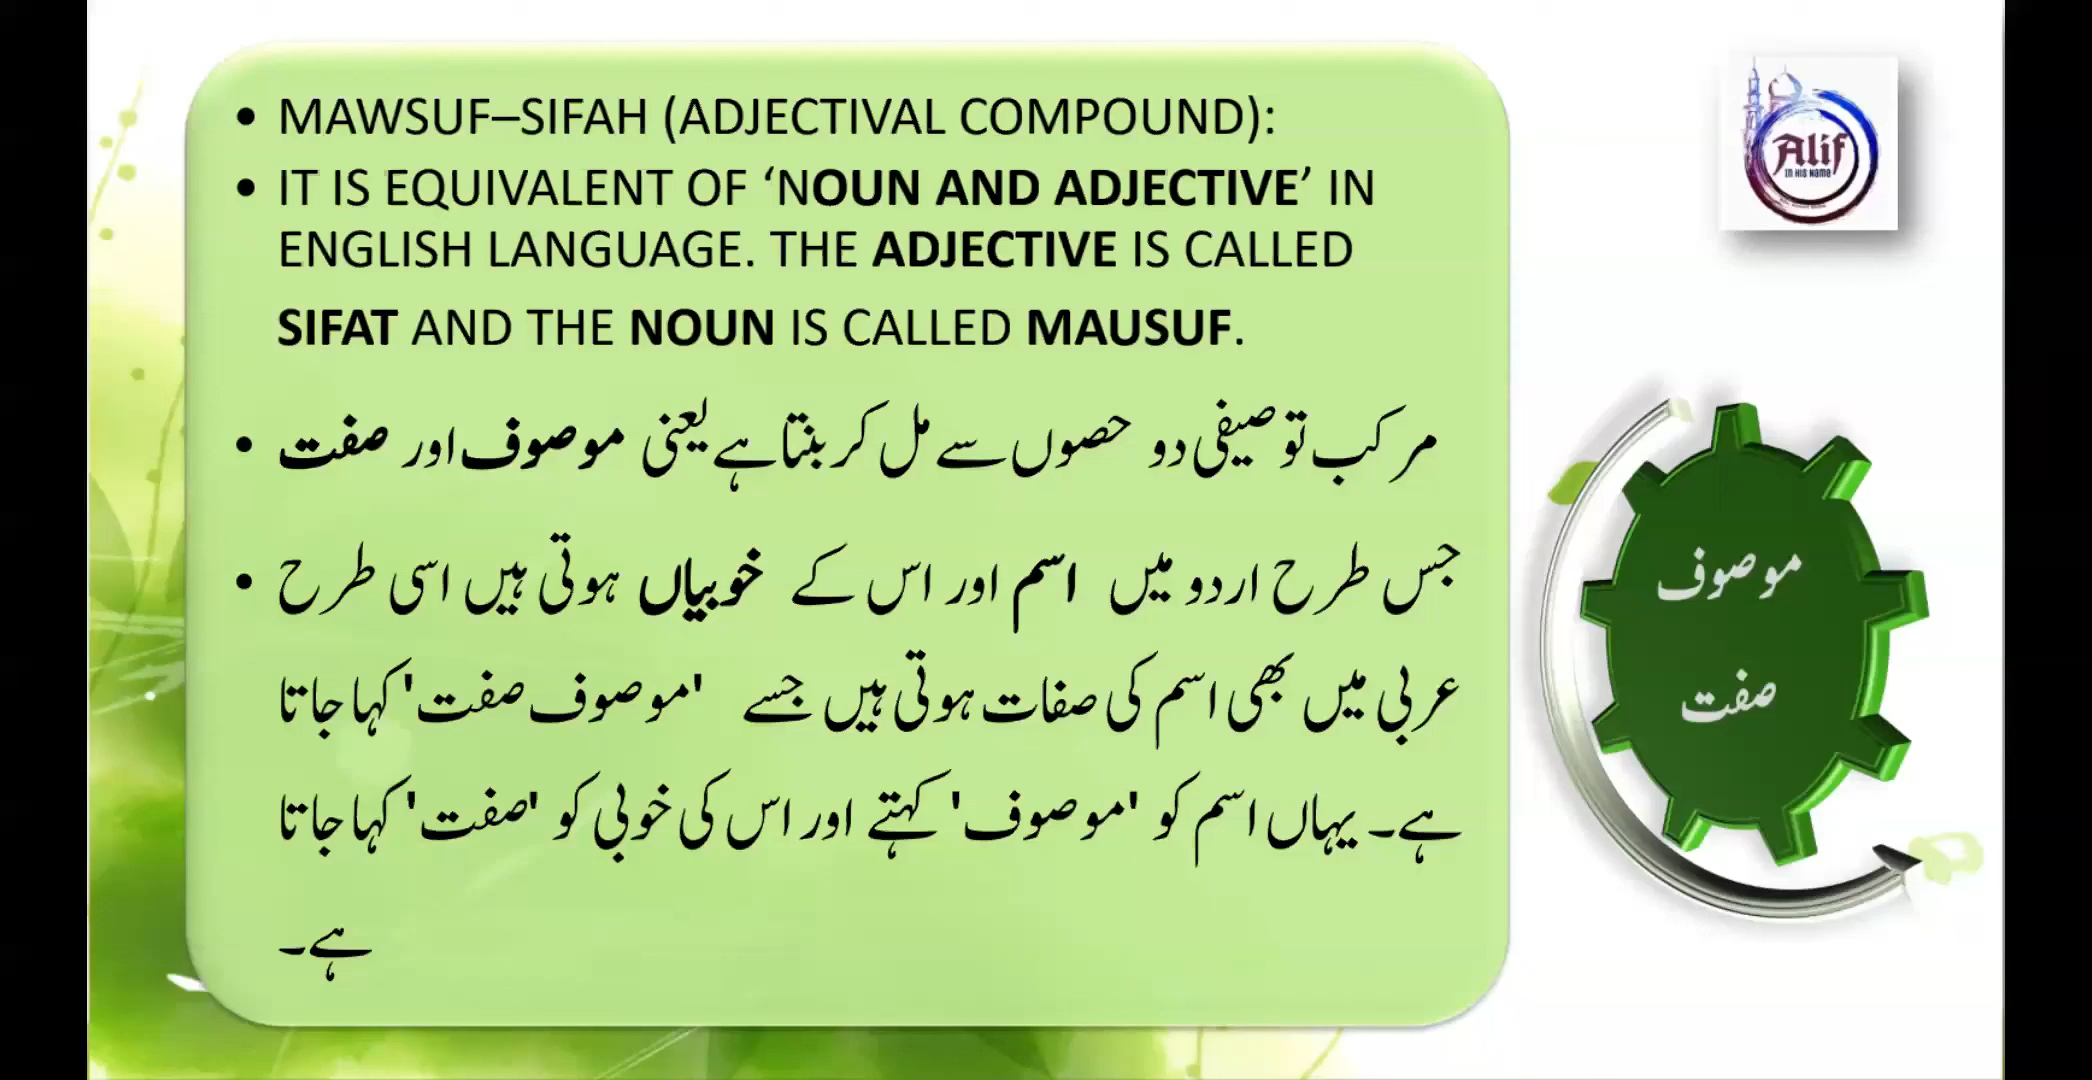 MAWSUF–SIFAH (ADJECTIVAL COMPOUND):
IT IS EQUIVALENT OF ‘NOUN AND ADJECTIVE’ IN
ENGLISH LANGUAGE. THE ADJECTIVE IS CALLED
SIFAT AND THE NOUN IS CALLED MAUSUF.
مرکب توصیفی دو حصوں سے مل کر بنتا ہے یعنی موصوف اور صفت
جس طرح اردو میں اسم اور اس کے خوبیاں ہوتی ہیں اسی طرح
عربی میں بھی اسم کی صفات ہوتی ہیں جسے 'موصوف صفت' کہا جاتا
ہے۔ یہاں اسم کو 'موصوف' کہتے اور اس کی خوبی کو 'صفت' کہا جاتا
ہے۔
Alif
IN HIS NAME
موصوف
صفت